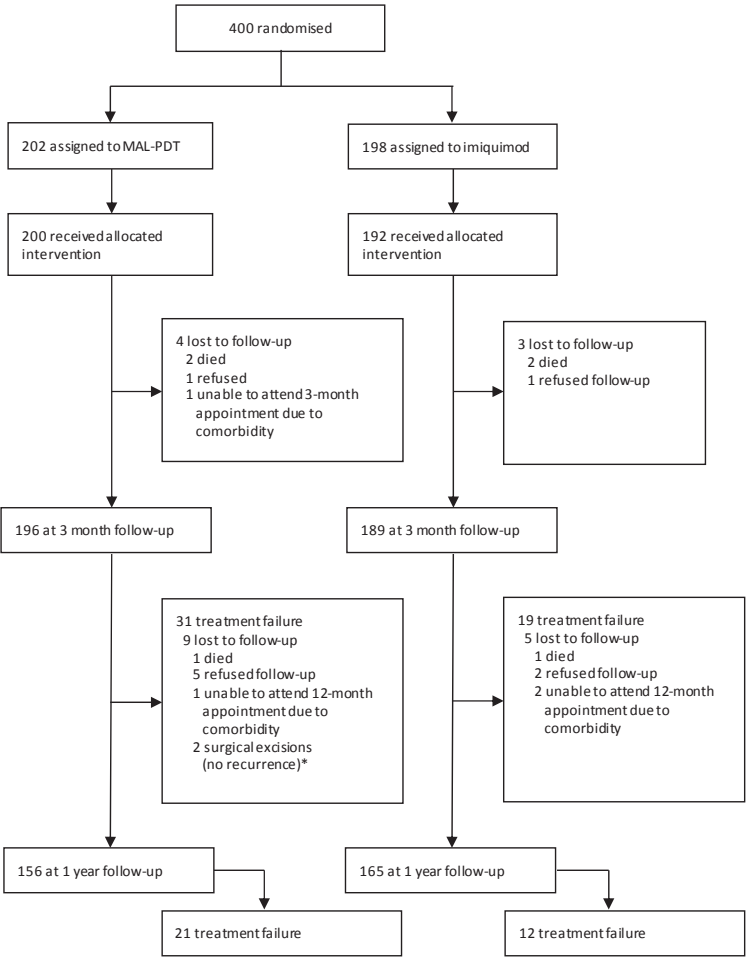 400 randomised
202 assigned to MAL-PDT
198 assigned to imiquimod
200 received allocated
intervention
192 received allocated
intervention
4 lost to follow-up
2 died
1 refused
1 unable to attend 3-month
appointment due to
comorbidity
3 lost to follow-up
2 died
1 refused follow-up
196 at 3 month follow-up
189 at 3 month follow-up
31 treatment failure
9 lost to follow-up
1 died
5 refused follow-up
1 unable to attend 12-month
appointment due to
comorbidity
2 surgical excisions
(no recurrence)*
19 treatment failure
5 lost to follow-up
1 died
2 refused follow-up
2 unable to attend 12-month
appointment due to
comorbidity
156 at 1 year follow-up
165 at 1 year follow-up
21 treatment failure
12 treatment failure